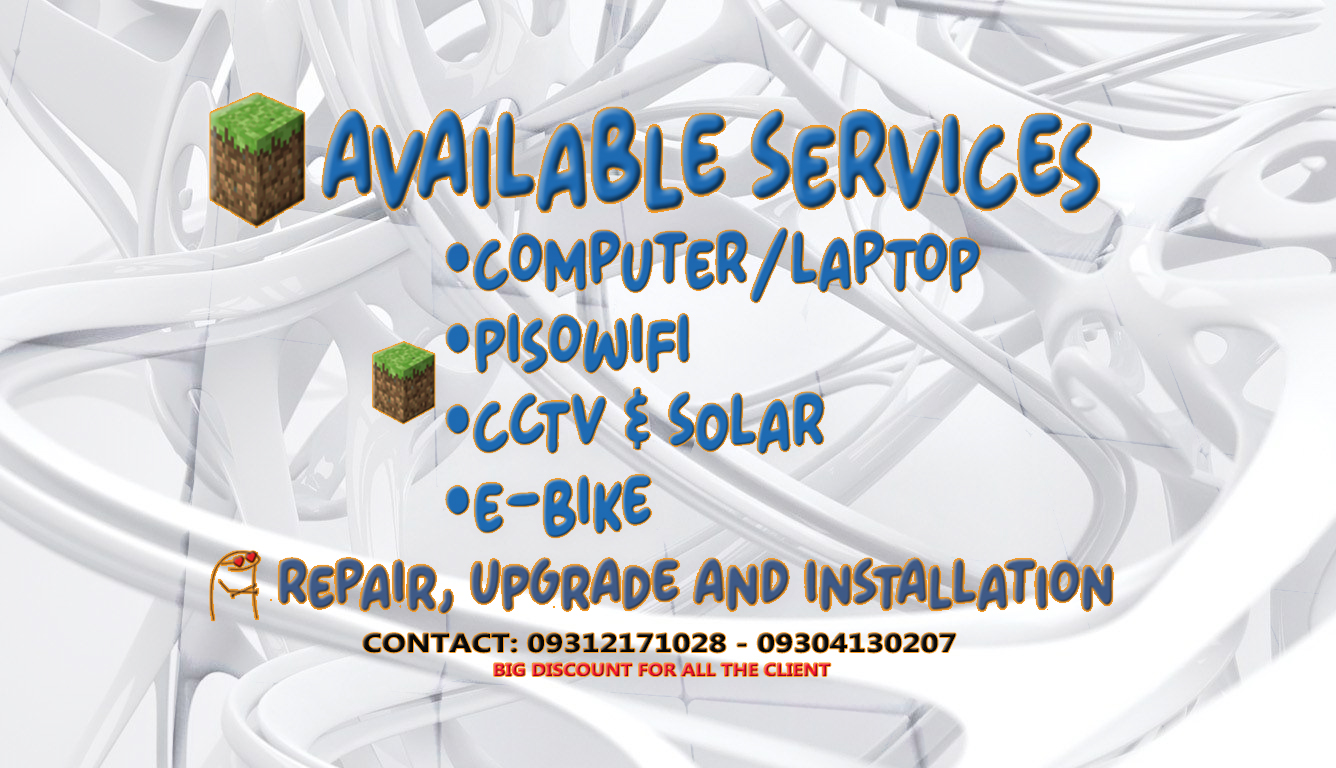 AVAILABLE SERVICES
•COMPUTER/LAPTOP
•PISOWIFI
•CCTV & SOLAR
•E-BIKE
REPAIR, UPGRADE AND INSTALLATION
CONTACT: 09312171028 - 09304130207
BIG DISCOUNT FOR ALL THE CLIENT